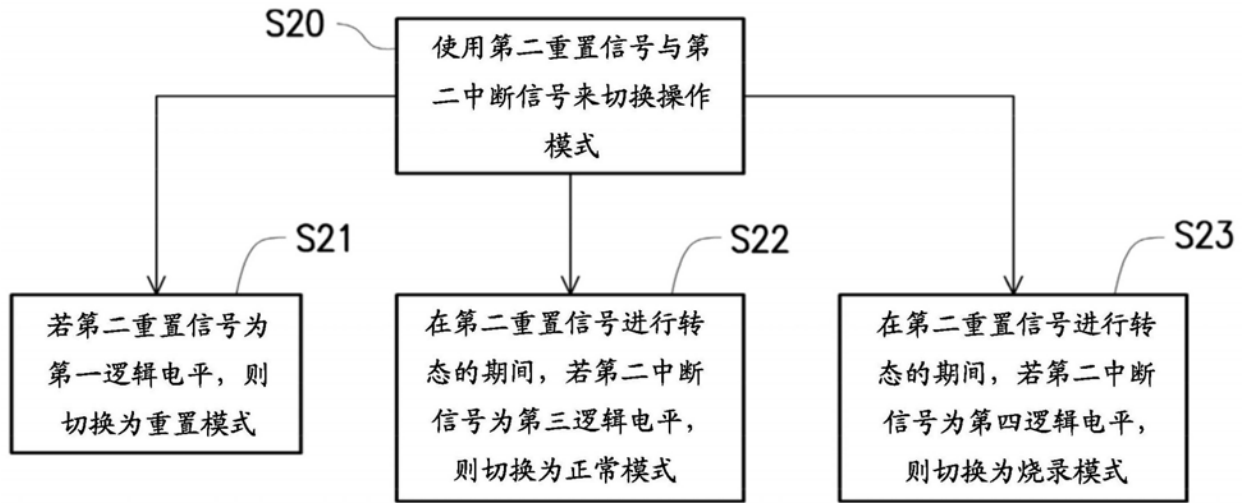 S20
使用第二重置信号与第
二中断信号来切换操作
模式
S21
若第二重置信号为
第一逻辑电平，则
切换为重置模式
S22
在第二重置信号进行转
态的期间，若第二中断
信号为第三逻辑电平，
则切换为正常模式
S23
在第二重置信号进行转
态的期间，若第二中断
信号为第四逻辑电平，
则切换为烧录模式